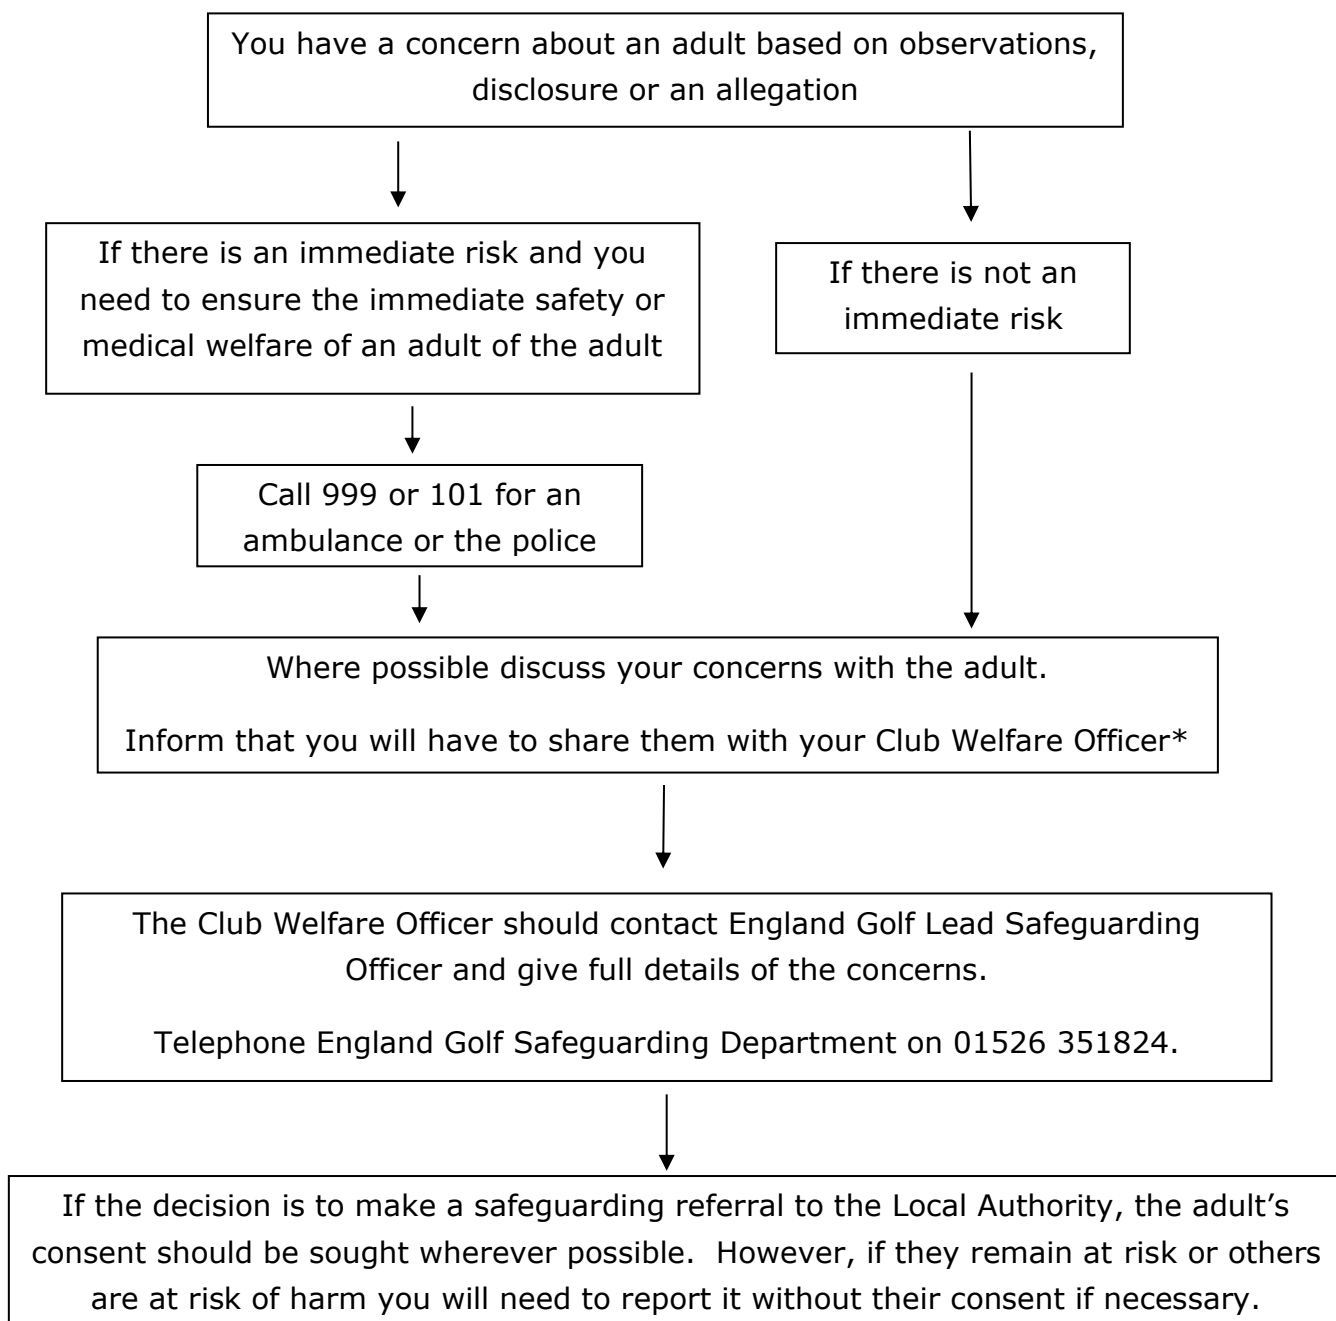 You have a concern about an adult based on observations,
disclosure or an allegation
If there is an immediate risk and you
need to ensure the immediate safety or
medical welfare of an adult of the adult
If there is not an
immediate risk
Call 999 or 101 for an
ambulance or the police
Where possible discuss your concerns with the adult.
Inform that you will have to share them with your Club Welfare Officer*
The Club Welfare Officer should contact England Golf Lead Safeguarding
Officer and give full details of the concerns.
Telephone England Golf Safeguarding Department on 01526 351824.
If the decision is to make a safeguarding referral to the Local Authority, the adult’s
consent should be sought wherever possible.  However, if they remain at risk or others
are at risk of harm you will need to report it without their consent if necessary.